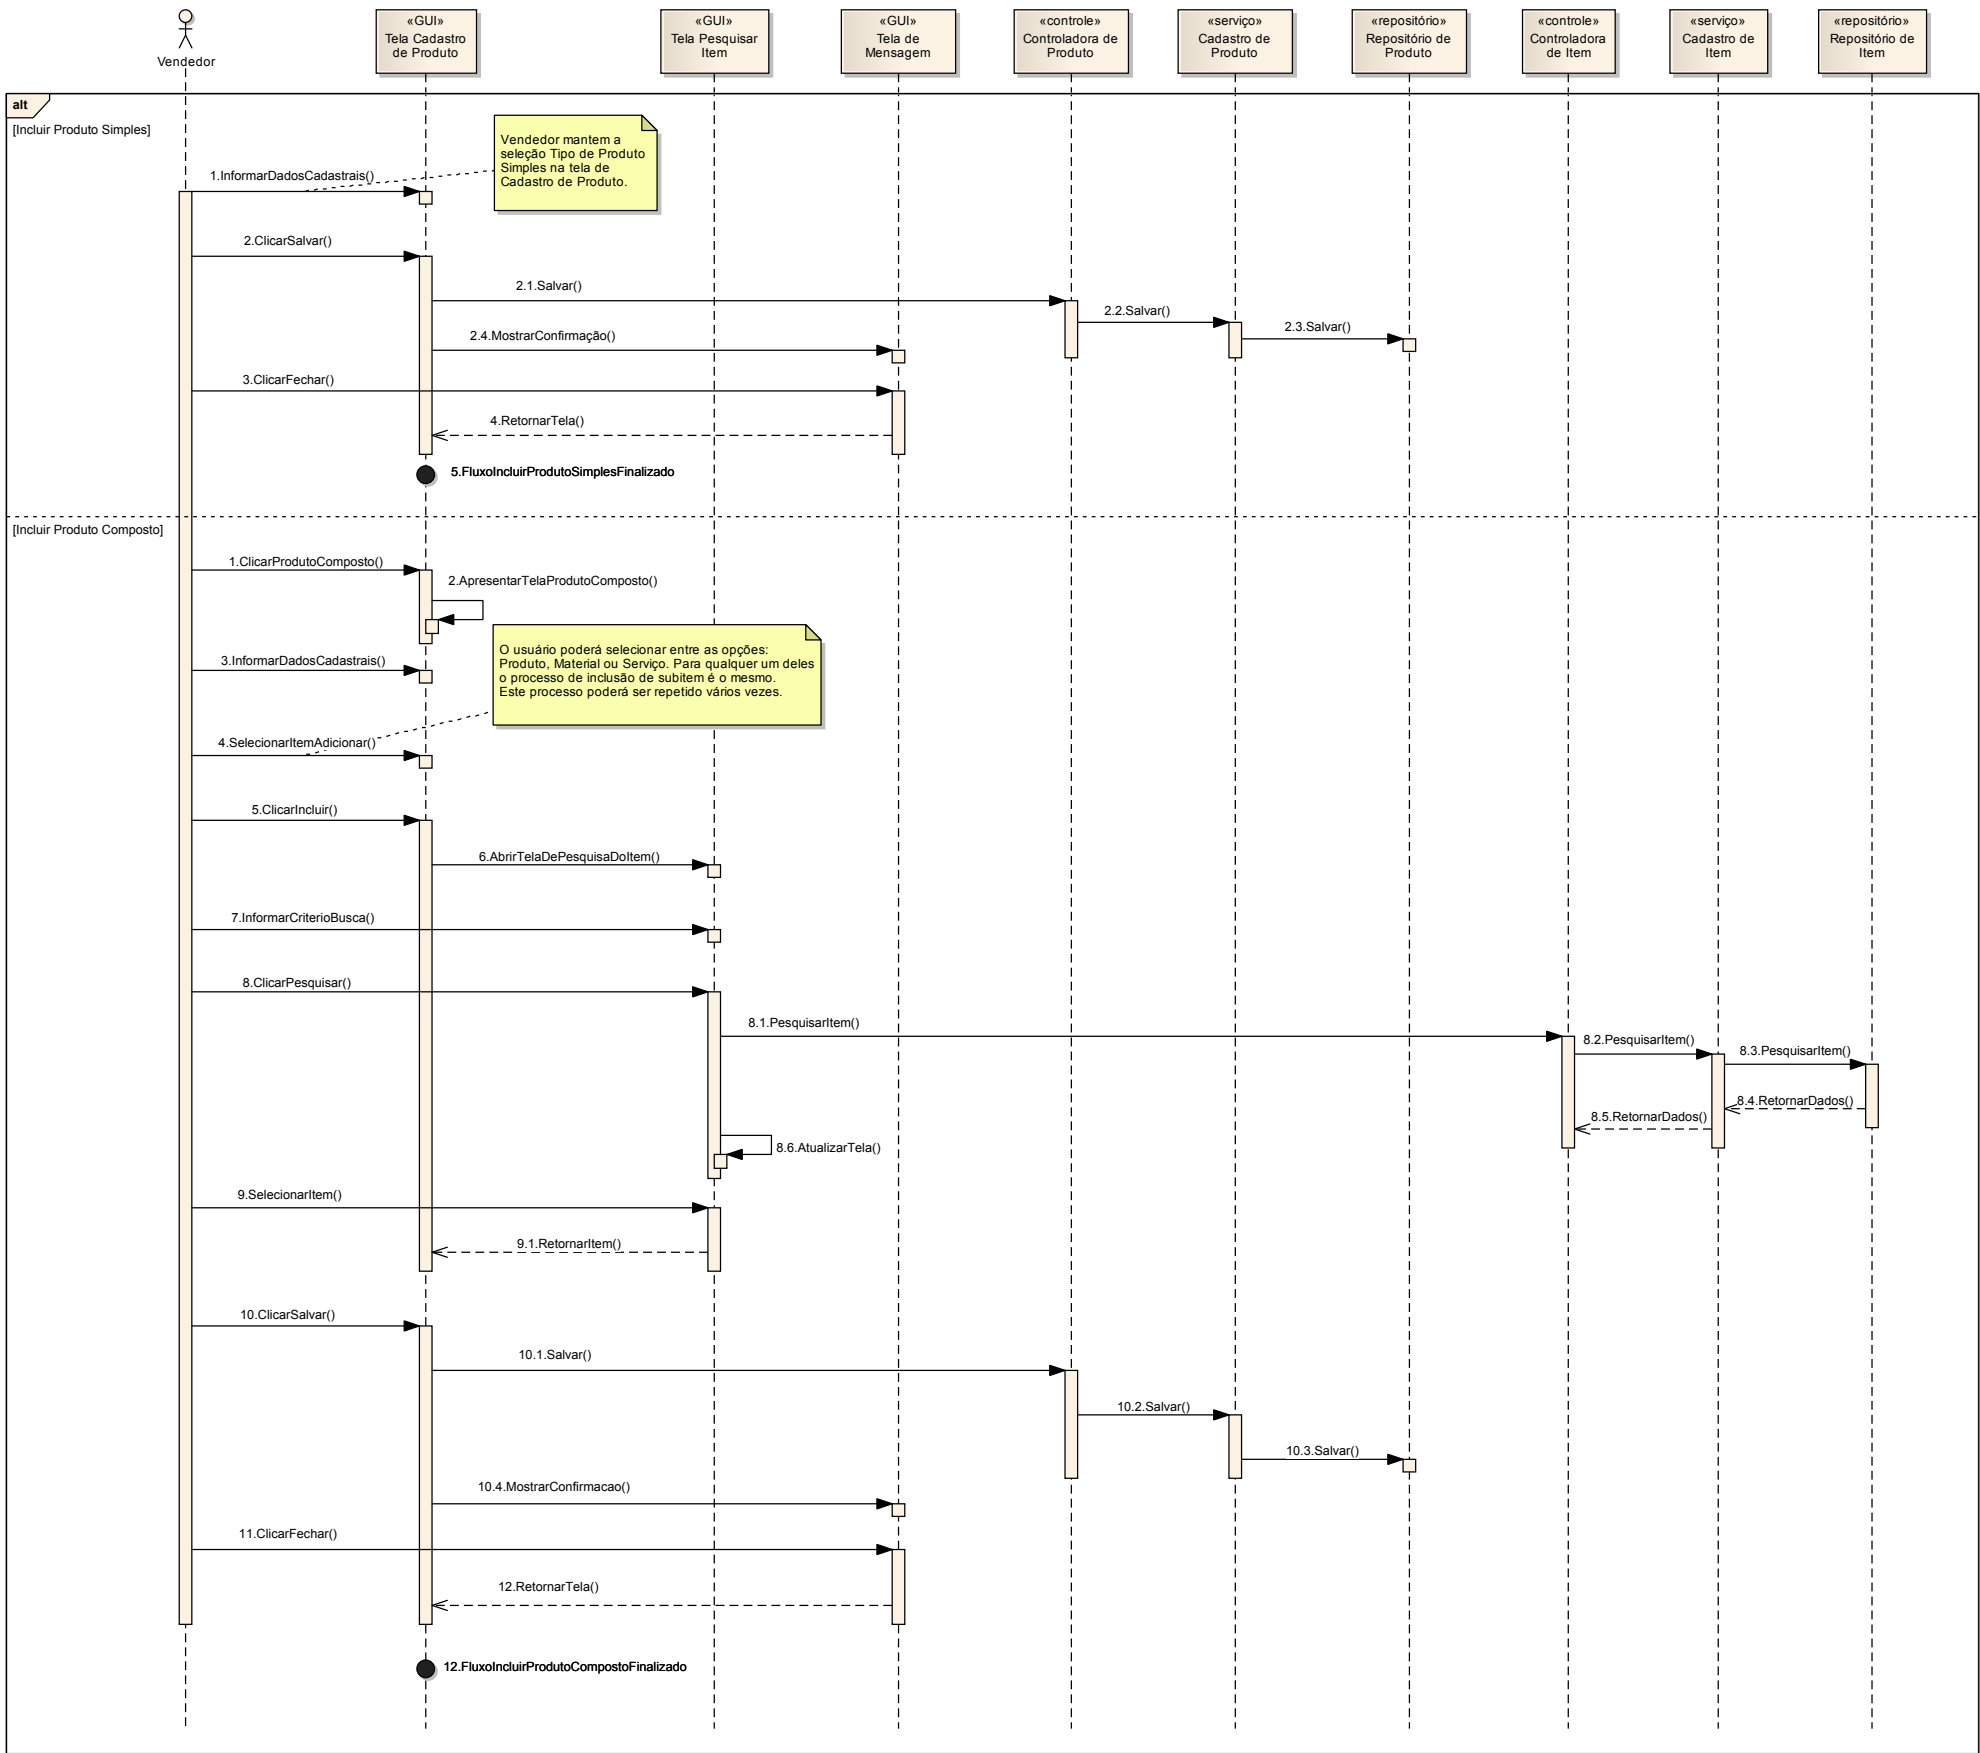 Vendedor
«GUI»
Tela Cadastro
de Produto
«GUI»
Tela Pesquisar
Item
«GUI»
Tela de
Mensagem
«controle»
Controladora de
Produto
«serviço»
Cadastro de
Produto
«repositório»
Repositório de
Produto
«controle»
Controladora
de Item
«serviço»
Cadastro de
Item
«repositório»
Repositório de
Item
alt
[Incluir Produto Simples]
Vendedor mantem a
seleção Tipo de Produto
Simples na tela de
Cadastro de Produto.
1.InformarDadosCadastrais()
2.ClicarSalvar()
2.1.Salvar()
2.2.Salvar()
2.3.Salvar()
2.4.MostrarConfirmação()
3.ClicarFechar()
4.RetornarTela()
5.FluxoIncluirProdutoSimplesFinalizado
[Incluir Produto Composto]
1.ClicarProdutoComposto()
2.ApresentarTelaProdutoComposto()
O usuário poderá selecionar entre as opções:
Produto, Material ou Serviço. Para qualquer um deles
o processo de inclusão de subitem é o mesmo.
Este processo poderá ser repetido vários vezes.
3.InformarDadosCadastrais()
4.SelecionarItemAdicionar()
5.ClicarIncluir()
6.AbrirTelaDePesquisaDoItem()
7.InformarCriterioBusca()
8.ClicarPesquisar()
8.1.PesquisarItem()
8.2.PesquisarItem()
8.3.PesquisarItem()
8.4.RetornarDados()
8.5.RetornarDados()
8.6.AtualizarTela()
9.SelecionarItem()
9.1.RetornarItem()
10.ClicarSalvar()
10.1.Salvar()
10.2.Salvar()
10.3.Salvar()
10.4.MostrarConfirmacao()
11.ClicarFechar()
12.RetornarTela()
12.FluxoIncluirProdutoCompostoFinalizado